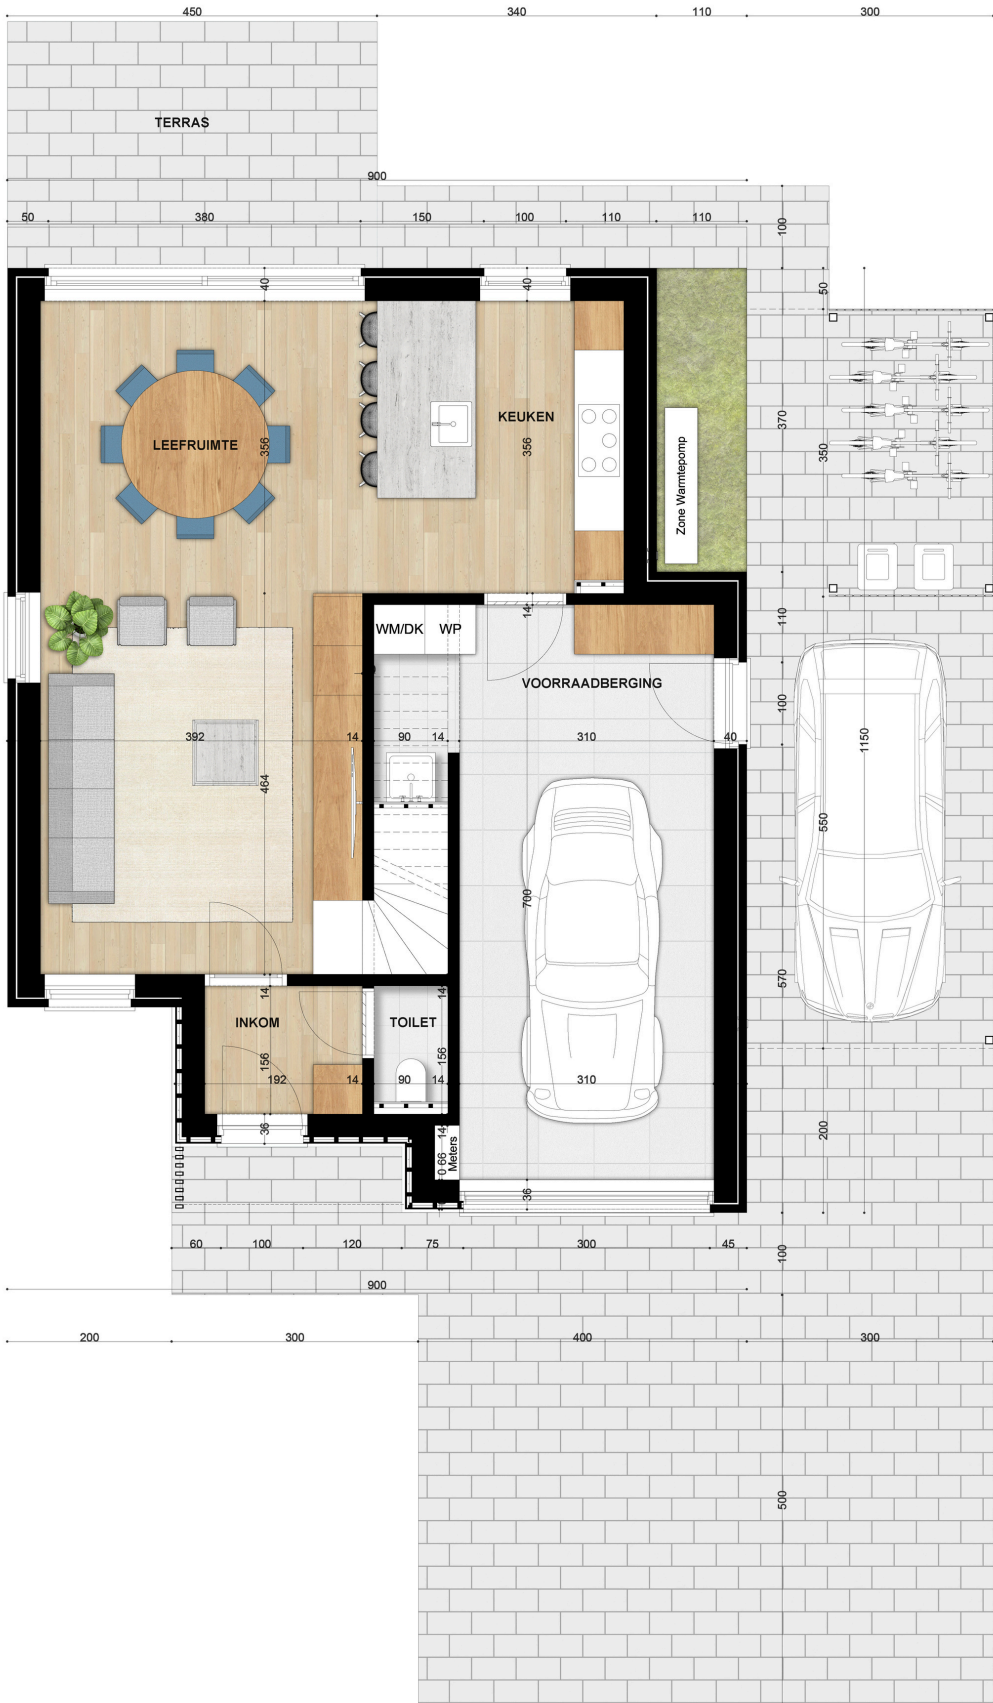 450 340 110 300
TERRAS
900
50 380 150 100 110 110
100
40 40 50
KEUKEN
LEEFRUIMTE
356 356 370 350
Zone Warmtepomp
14 110
WM/DK WP
VOORRAADBERGING
100
392 14 90 14 310 40 1150
464
550
700
570
14 14
INKOM TOILET
156 156
192 14 90 14 310
36 14 200
Meters
66
36
60 100 120 75 300 45 100
900
200 300 400 300
500